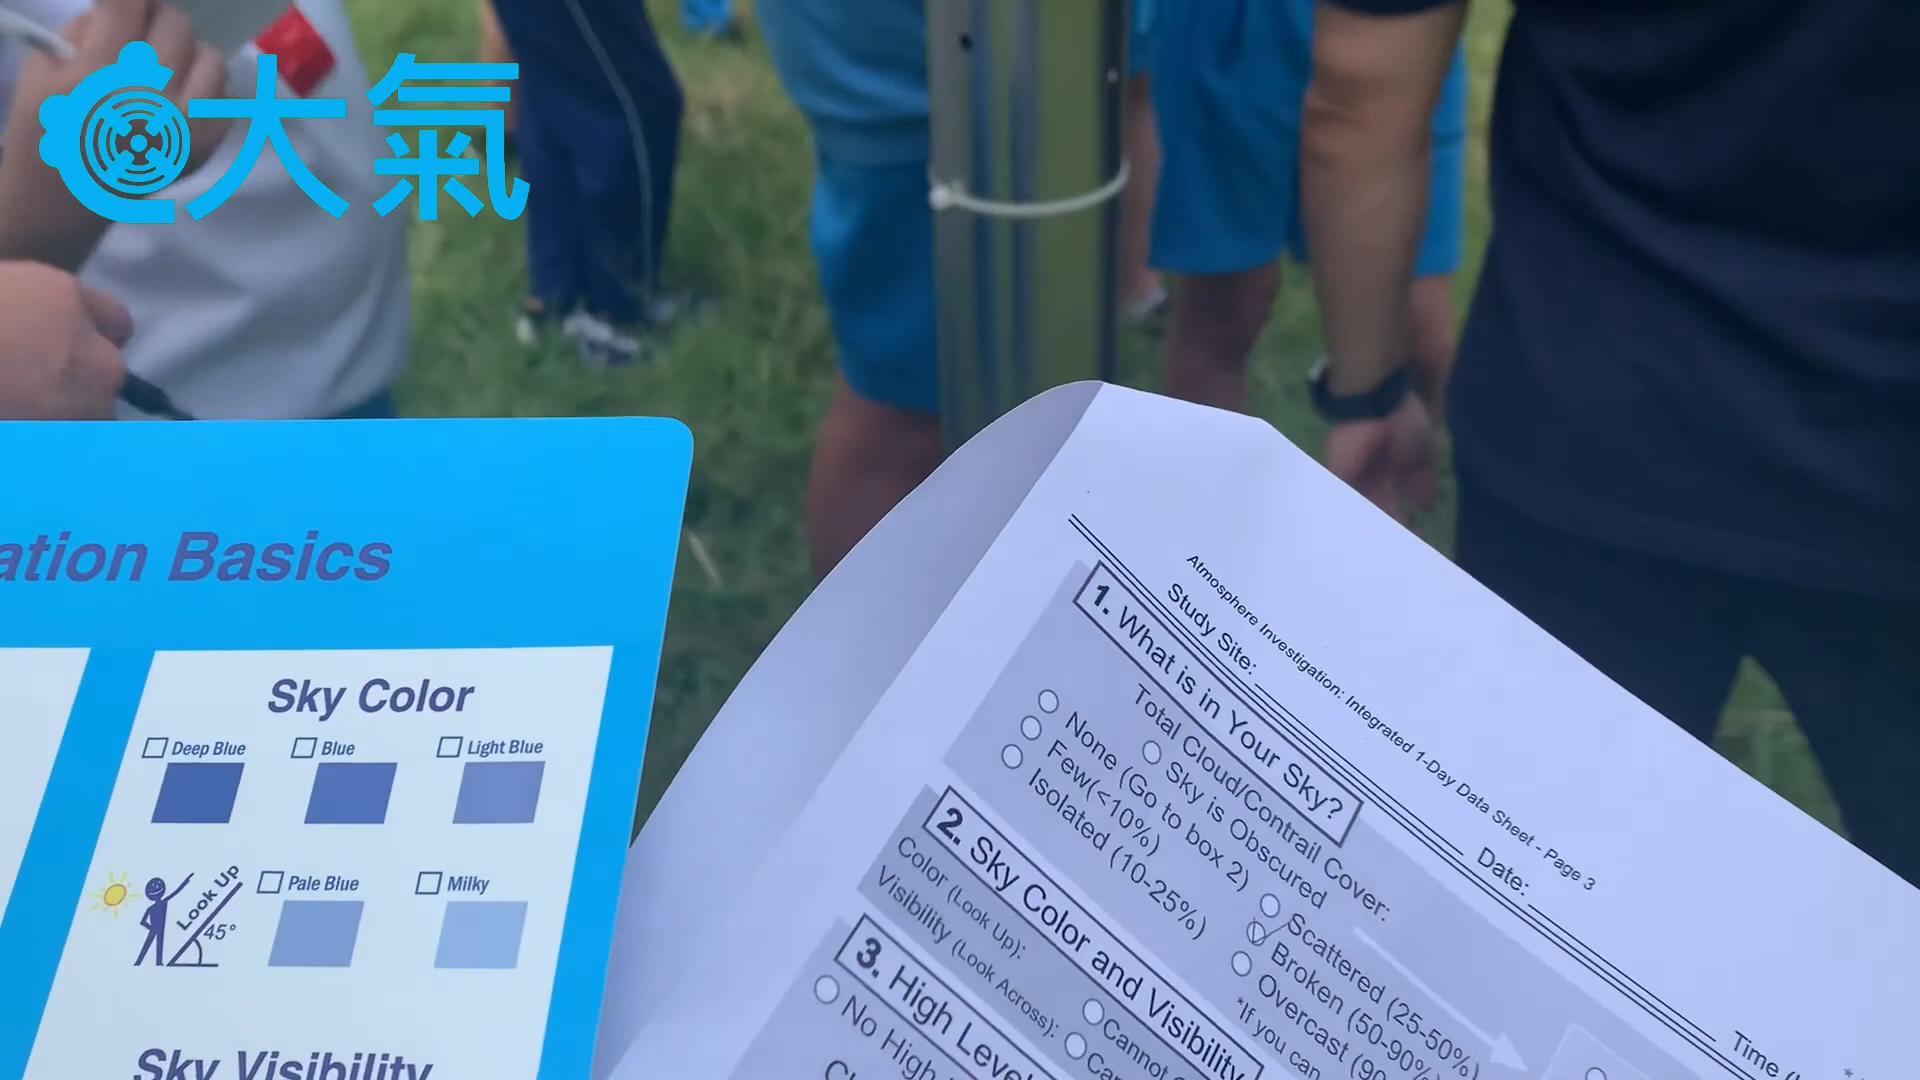 大氣
ation Basics
Sky Color
Deep Blue
Blue
Light Blue
Look Up
45°
Pale Blue
Milky
Sky Visibility
Atmosphere Investigation: Integrated 1-Day Data Sheet - Page 3
Study Site:
Date:
Time (
1. What is in Your Sky?
Total Cloud/Contrail Cover:
Sky is Obscured
None (Go to box 2)
Few(<10%)
Isolated (10-25%)
Scattered (25-50%)
Broken (50-90%)
Overcast (90
*If you can
2. Sky Color and Visibility
Color (Look Up):
Cannot
Visibility (Look Across):
3. High Leve
No High